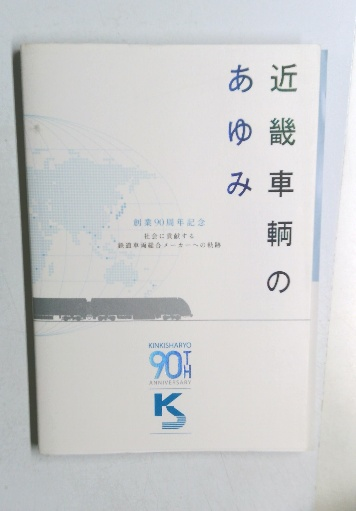 近畿車輌の
あゆみ
創業90周年記念
社会に貢献する
鉄道車両総合メーカーへの軌跡
KINKISHARYO
90TH
ANNIVERSARY
KS